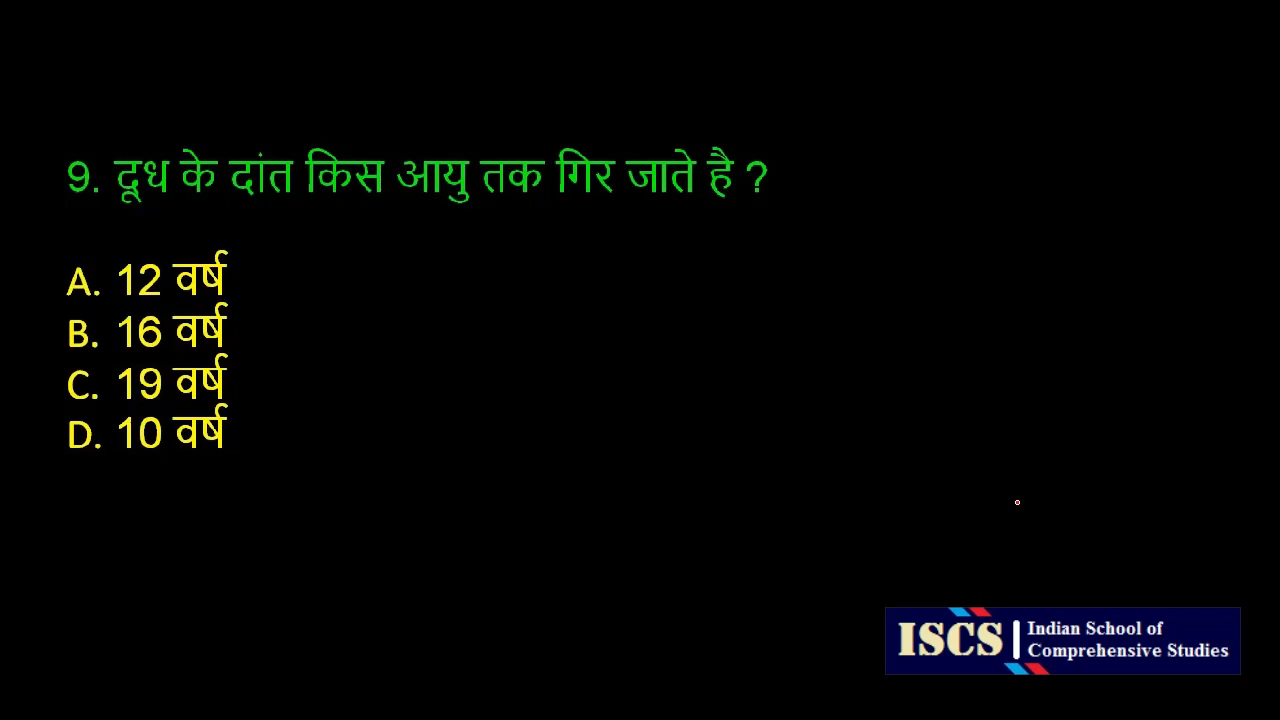 9. दूध के दांत किस आयु तक गिर जाते है ?
A. 12 वर्ष
B. 16 वर्ष
C. 19 वर्ष
D. 10 वर्ष
ISCS
Indian School of
Comprehensive Studies